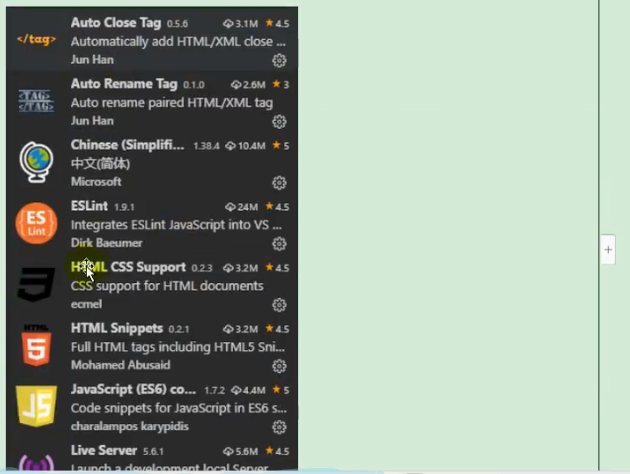 Auto Close Tag 0.5.6 3.1M 4.5
</tag>
Automatically add HTML/XML close ...
Jun Han
Auto Rename Tag 0.1.0 2.6M 3
<TAG>
</TAG>
Auto rename paired HTML/XML tag
Jun Han
Chinese (Simplifi... 1.38.4 10.4M 5
中文(简体)
Microsoft
ESLint 1.9.1 24M 4.5
ES
Lint
Integrates ESLint JavaScript into VS ...
Dirk Baeumer
HTML CSS Support 0.2.3 3.2M 4.5
CSS support for HTML documents
ecmel
HTML Snippets 0.2.1 3.2M 4.5
HTML
5
Full HTML tags including HTML5 Sni...
Mohamed Abusaid
JavaScript (ES6) co... 1.7.2 4.4M 5
JS
Code snippets for JavaScript in ES6 s...
charalampos karypidis
Live Server 5.6.1 5.6M 4.5
Launch a development local Server